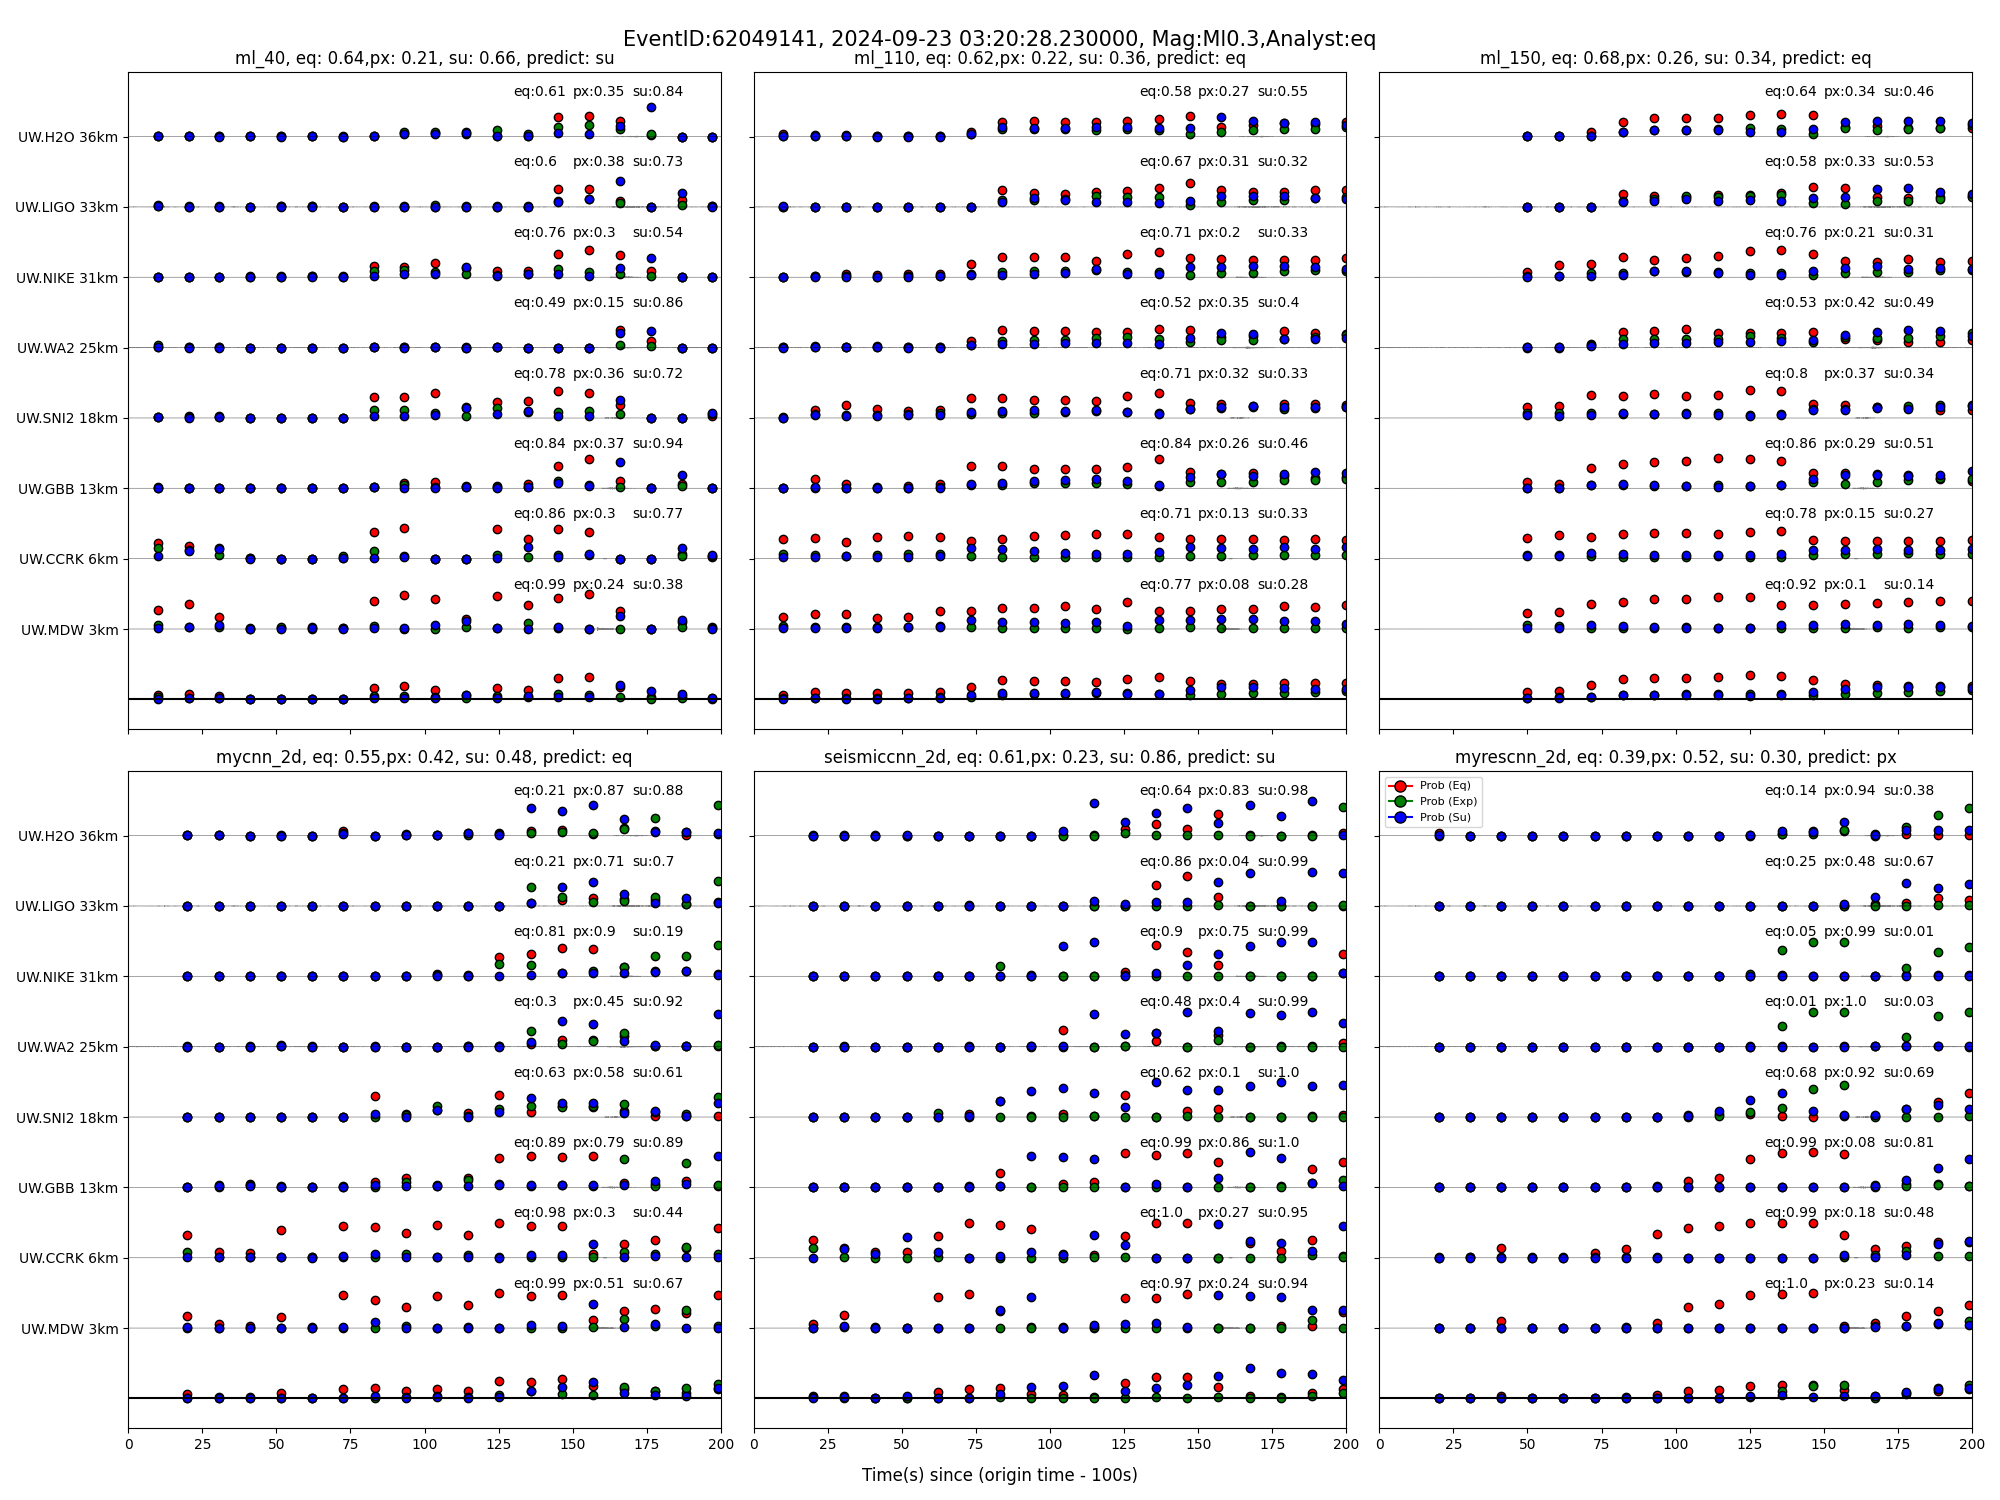 EventID:62049141, 2024-09-23 03:20:28.230000, Mag:Ml0.3,Analyst:eq
ml_40, eq: 0.64,px: 0.21, su: 0.66, predict: su
eq:0.61 px:0.35 su:0.84
UW.H2O 36km
eq:0.6 px:0.38 su:0.73
UW.LIGO 33km
eq:0.76 px:0.3 su:0.54
UW.NIKE 31km
eq:0.49 px:0.15 su:0.86
UW.WA2 25km
eq:0.78 px:0.36 su:0.72
UW.SNI2 18km
eq:0.84 px:0.37 su:0.94
UW.GBB 13km
eq:0.86 px:0.3 su:0.77
UW.CCRK 6km
eq:0.99 px:0.24 su:0.38
UW.MDW 3km
ml_110, eq: 0.62,px: 0.22, su: 0.36, predict: eq
eq:0.58 px:0.27 su:0.55
eq:0.67 px:0.31 su:0.32
eq:0.71 px:0.2 su:0.33
eq:0.52 px:0.35 su:0.4
eq:0.71 px:0.32 su:0.33
eq:0.84 px:0.26 su:0.46
eq:0.71 px:0.13 su:0.33
eq:0.77 px:0.08 su:0.28
ml_150, eq: 0.68,px: 0.26, su: 0.34, predict: eq
eq:0.64 px:0.34 su:0.46
eq:0.58 px:0.33 su:0.53
eq:0.76 px:0.21 su:0.31
eq:0.53 px:0.42 su:0.49
eq:0.8 px:0.37 su:0.34
eq:0.86 px:0.29 su:0.51
eq:0.78 px:0.15 su:0.27
eq:0.92 px:0.1 su:0.14
mycnn_2d, eq: 0.55,px: 0.42, su: 0.48, predict: eq
eq:0.21 px:0.87 su:0.88
UW.H2O 36km
eq:0.21 px:0.71 su:0.7
UW.LIGO 33km
eq:0.81 px:0.9 su:0.19
UW.NIKE 31km
eq:0.3 px:0.45 su:0.92
UW.WA2 25km
eq:0.63 px:0.58 su:0.61
UW.SNI2 18km
eq:0.89 px:0.79 su:0.89
UW.GBB 13km
eq:0.98 px:0.3 su:0.44
UW.CCRK 6km
eq:0.99 px:0.51 su:0.67
UW.MDW 3km
0 25 50 75 100 125 150 175 200
seismiccnn_2d, eq: 0.61,px: 0.23, su: 0.86, predict: su
eq:0.64 px:0.83 su:0.98
eq:0.86 px:0.04 su:0.99
eq:0.9 px:0.75 su:0.99
eq:0.48 px:0.4 su:0.99
eq:0.62 px:0.1 su:1.0
eq:0.99 px:0.86 su:1.0
eq:1.0 px:0.27 su:0.95
eq:0.97 px:0.24 su:0.94
0 25 50 75 100 125 150 175 200
myrescnn_2d, eq: 0.39,px: 0.52, su: 0.30, predict: px
Prob (Eq)
Prob (Exp)
Prob (Su)
eq:0.14 px:0.94 su:0.38
eq:0.25 px:0.48 su:0.67
eq:0.05 px:0.99 su:0.01
eq:0.01 px:1.0 su:0.03
eq:0.68 px:0.92 su:0.69
eq:0.99 px:0.08 su:0.81
eq:0.99 px:0.18 su:0.48
eq:1.0 px:0.23 su:0.14
0 25 50 75 100 125 150 175 200
Time(s) since (origin time - 100s)